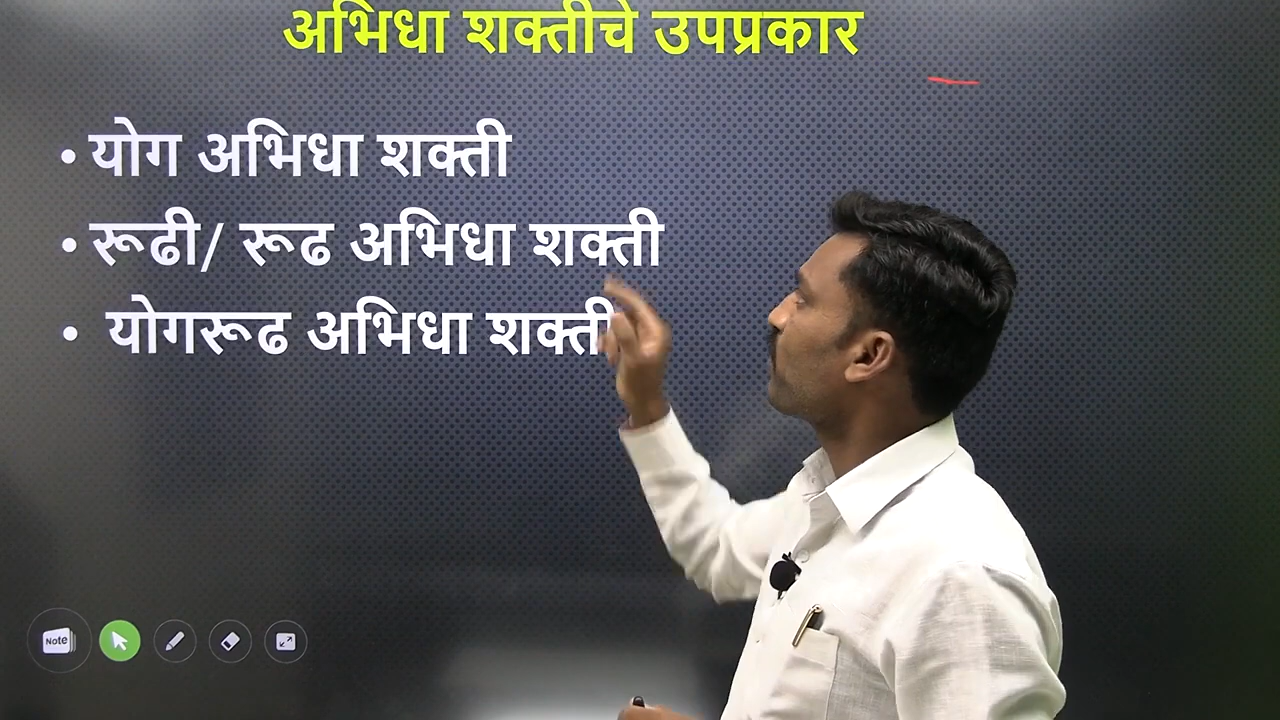 अभिधा शक्तीचे उपप्रकार
• योग अभिधा शक्ती
• रूढी/ रूढ अभिधा शक्ती
• योगरूढ अभिधा शक्ती
Note